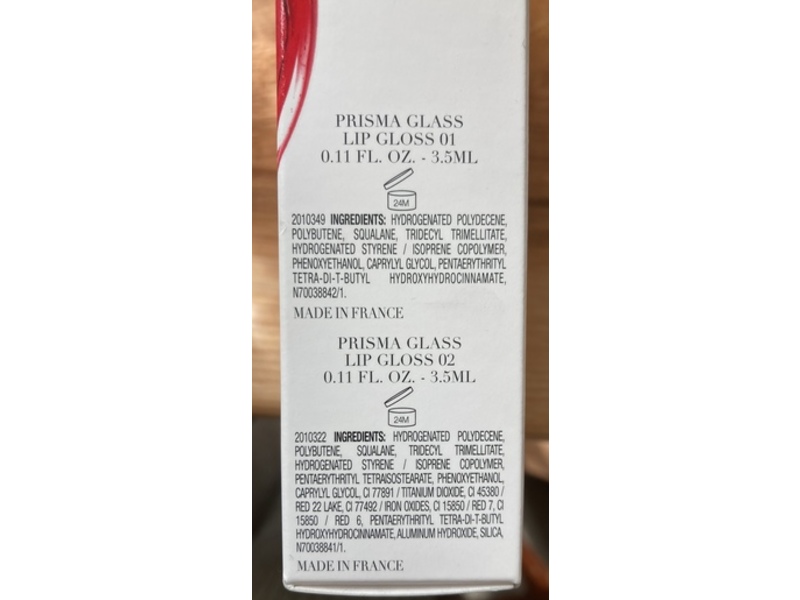 PRISMA GLASS
LIP GLOSS 01
0.11 FL. OZ. - 3.5ML
24M
2010349 INGREDIENTS: HYDROGENATED POLYDECENE,
POLYBUTENE, SQUALANE, TRIDECYL TRIMELLITATE,
HYDROGENATED STYRENE / ISOPRENE COPOLYMER,
PHENOXYETHANOL, CAPRYLYL GLYCOL, PENTAERYTHRITYL
TETRA-DI-T-BUTYL HYDROXYHYDROCINNAMATE,
N70038842/1.
MADE IN FRANCE
PRISMA GLASS
LIP GLOSS 02
0.11 FL. OZ. - 3.5ML
24M
2010322 INGREDIENTS: HYDROGENATED POLYDECENE,
POLYBUTENE, SQUALANE, TRIDECYL TRIMELLITATE,
HYDROGENATED STYRENE / ISOPRENE COPOLYMER,
PENTAERYTHRITYL TETRAISOSTEARATE, PHENOXYETHANOL,
CAPRYLYL GLYCOL, CI 77891 / TITANIUM DIOXIDE, CI 45380 /
RED 22 LAKE, CI 77492 / IRON OXIDES, CI 15850 / RED 7, CI
15850 / RED 6, PENTAERYTHRITYL TETRA-DI-T-BUTYL
HYDROXYHYDROCINNAMATE, ALUMINUM HYDROXIDE, SILICA,
N70038841/1.
MADE IN FRANCE